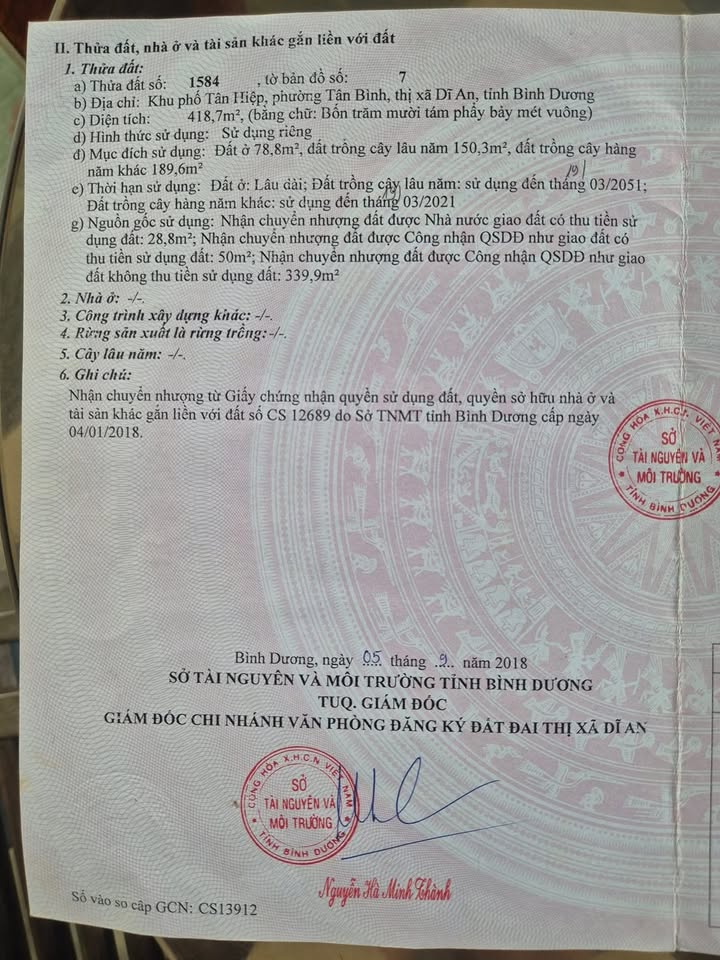 II. Thửa đất, nhà ở và tài sản khác gắn liền với đất
1. Thửa đất:
a) Thửa đất số: 1584 , tờ bản đồ số: 7
b) Địa chỉ: Khu phố Tân Hiệp, phường Tân Bình, thị xã Dĩ An, tỉnh Bình Dương
c) Diện tích: 418,7m², (bằng chữ: Bốn trăm mười tám phẩy bảy mét vuông)
d) Hình thức sử dụng: Sử dụng riêng
đ) Mục đích sử dụng: Đất ở 78,8m², đất trồng cây lâu năm 150,3m², đất trồng cây hàng
năm khác 189,6m²
e) Thời hạn sử dụng: Đất ở: Lâu dài; Đất trồng cây lâu năm: sử dụng đến tháng 03/2051;
Đất trồng cây hàng năm khác: sử dụng đến tháng 03/2021
g) Nguồn gốc sử dụng: Nhận chuyển nhượng đất được Nhà nước giao đất có thu tiền sử
dụng đất: 28,8m²; Nhận chuyển nhượng đất được Công nhận QSDĐ như giao đất có
thu tiền sử dụng đất: 50m²; Nhận chuyển nhượng đất được Công nhận QSDĐ như giao
đất không thu tiền sử dụng đất: 339,9m²
2. Nhà ở: -/-.
3. Công trình xây dựng khác: -/-.
4. Rừng sản xuất là rừng trồng:-/-.
5. Cây lâu năm: -/-.
6. Ghi chú:
Nhận chuyển nhượng từ Giấy chứng nhận quyền sử dụng đất, quyền sở hữu nhà ở và
tài sản khác gắn liền với đất số CS 12689 do Sở TNMT tỉnh Bình Dương cấp ngày
04/01/2018.
CỘNG HÒA X.H.C.N VIỆT NAM
SỞ
TÀI NGUYÊN VÀ
MÔI TRƯỜNG
TỈNH BÌNH DƯƠNG
Bình Dương, ngày 05 tháng 9 năm 2018
SỞ TÀI NGUYÊN VÀ MÔI TRƯỜNG TỈNH BÌNH DƯƠNG
TUQ. GIÁM ĐỐC
GIÁM ĐỐC CHI NHÁNH VĂN PHÒNG ĐĂNG KÝ ĐẤT ĐAI THỊ XÃ DĨ AN
CỘNG HÒA X.H.C.N VIỆT NAM
SỞ
TÀI NGUYÊN VÀ
MÔI TRƯỜNG
TỈNH BÌNH DƯƠNG
Nguyễn Hà Minh Thành
Số vào sổ cấp GCN: CS13912